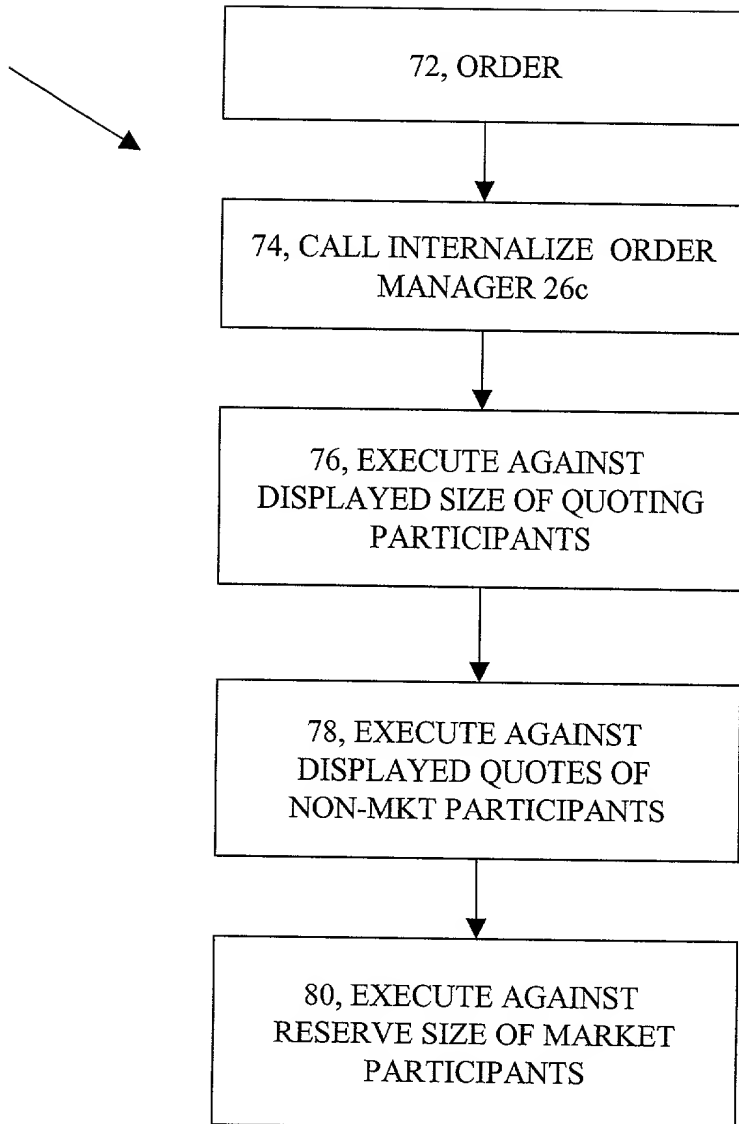 72, ORDER
74, CALL INTERNALIZE ORDER
MANAGER 26c
76, EXECUTE AGAINST
DISPLAYED SIZE OF QUOTING
PARTICIPANTS
78, EXECUTE AGAINST
DISPLAYED QUOTES OF
NON-MKT PARTICIPANTS
80, EXECUTE AGAINST
RESERVE SIZE OF MARKET
PARTICIPANTS